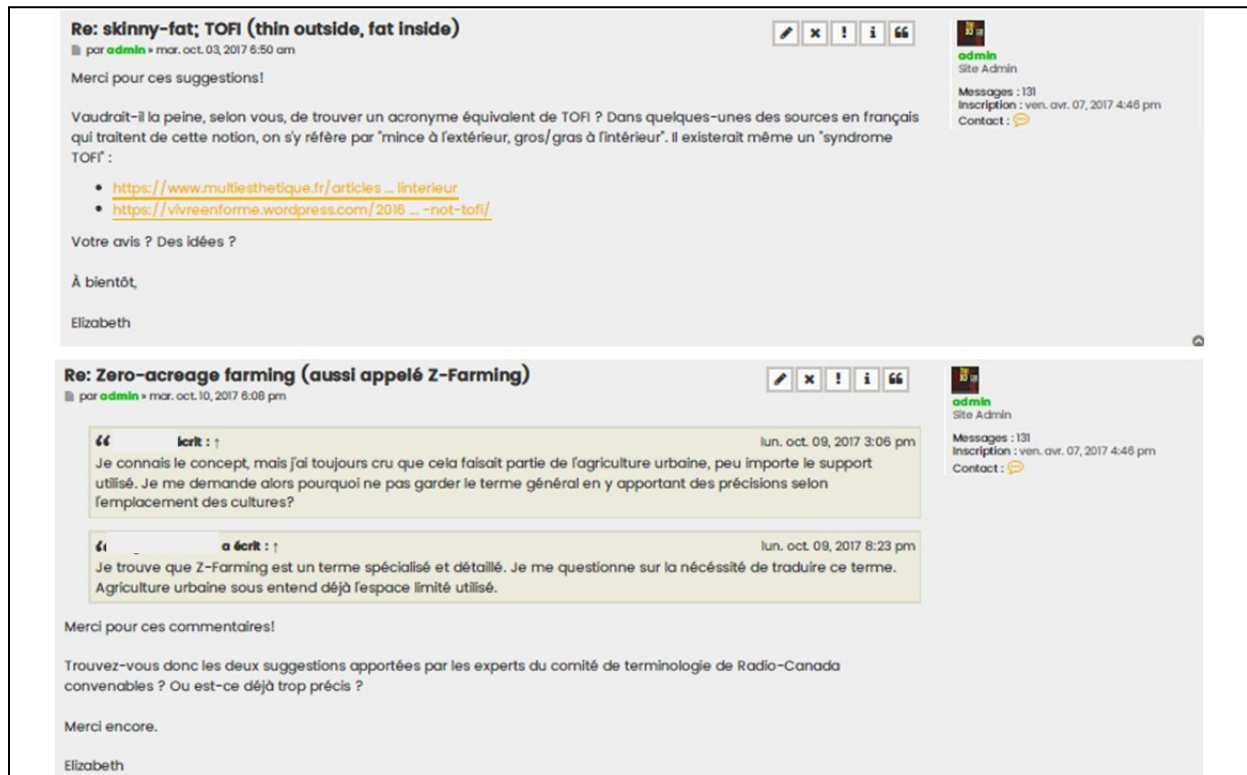 Re: skinny-fat; TOFI (thin outside, fat inside)
par admin » mar. oct. 03, 2017 6:50 am
Merci pour ces suggestions!
Vaudrait-il la peine, selon vous, de trouver un acronyme équivalent de TOFI ? Dans quelques-unes des sources en français
qui traitent de cette notion, on s'y réfère par "mince à l'extérieur, gros/gras à l'intérieur". Il existerait même un "syndrome
TOFI" :
https://www.multiesthetique.fr/articles ... linterieur
https://vivreenforme.wordpress.com/2016 ... -not-tofi/
Votre avis ? Des idées ?
À bientôt,
Elizabeth
admin
Site Admin
Messages : 131
Inscription : ven. avr. 07, 2017 4:46 pm
Contact :
Re: Zero-acreage farming (aussi appelé Z-Farming)
par admin » mar. oct. 10, 2017 6:08 pm
écrit : ↑ lun. oct. 09, 2017 3:06 pm
Je connais le concept, mais j'ai toujours cru que cela faisait partie de l'agriculture urbaine, peu importe le support
utilisé. Je me demande alors pourquoi ne pas garder le terme général en y apportant des précisions selon
l'emplacement des cultures?
a écrit : ↑ lun. oct. 09, 2017 8:23 pm
Je trouve que Z-Farming est un terme spécialisé et détaillé. Je me questionne sur la nécéssité de traduire ce terme.
Agriculture urbaine sous entend déjà l'espace limité utilisé.
Merci pour ces commentaires!
Trouvez-vous donc les deux suggestions apportées par les experts du comité de terminologie de Radio-Canada
convenables ? Ou est-ce déjà trop précis ?
Merci encore.
Elizabeth
admin
Site Admin
Messages : 131
Inscription : ven. avr. 07, 2017 4:46 pm
Contact :